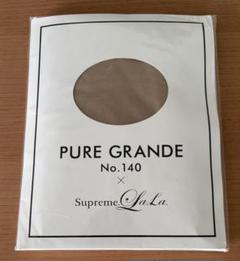 PURE GRANDE
No.140
×
Supreme La.La.